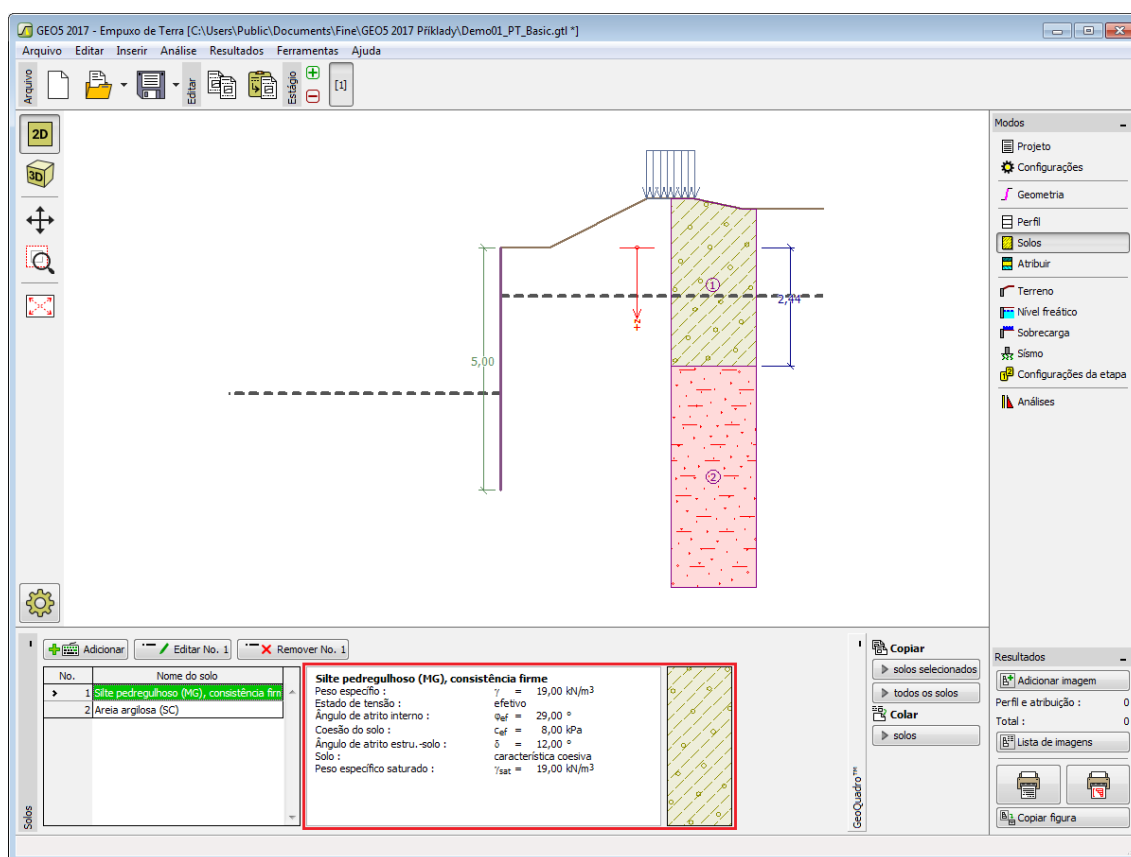 GEO5 2017 - Empuxo de Terra [C:\Users\Public\Documents\Fine\GEO5 2017 Příklady\Demo01_PT_Basic.gtl *]
Arquivo Editar Inserir Análise Resultados Ferramentas Ajuda
Arquivo
Editar
Estágio
[1]
2D
3D
5,00
+z
1
2,44
2
Modos
Projeto
Configurações
Geometria
Perfil
Solos
Atribuir
Terreno
Nível freático
Sobrecarga
Sísmo
Configurações da etapa
Análises
Solos
Adicionar Editar No. 1 Remover No. 1
No. Nome do solo
> 1 Silte pedregulhoso (MG), consistência firm
2 Areia argilosa (SC)
Silte pedregulhoso (MG), consistência firme
Peso específico : γ = 19,00 kN/m3
Estado de tensão : efetivo
Ângulo de atrito interno : φef = 29,00 °
Coesão do solo : cef = 8,00 kPa
Ângulo de atrito estru.-solo : δ = 12,00 °
Solo : característica coesiva
Peso específico saturado : γsat = 19,00 kN/m3
GeoQuadro™
Copiar
solos selecionados
todos os solos
Colar
solos
Resultados
Adicionar imagem
Perfil e atribuição : 0
Total : 0
Lista de imagens
Copiar figura